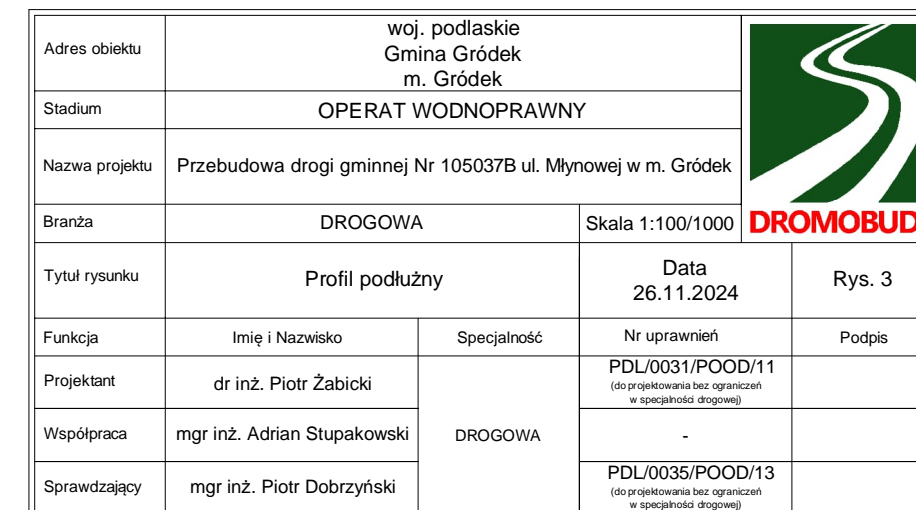 Adres obiektu
woj. podlaskie
Gmina Gródek
m. Gródek
Stadium
OPERAT WODNOPRAWNY
Nazwa projektu
Przebudowa drogi gminnej Nr 105037B ul. Młynowej w m. Gródek
Branża
DROGOWA
Skala 1:100/1000
DROMOBUD
Tytuł rysunku
Profil podłużny
Data
26.11.2024
Rys. 3
Funkcja
Imię i Nazwisko
Specjalność
Nr uprawnień
Podpis
Projektant
dr inż. Piotr Żabicki
DROGOWA
PDL/0031/POOD/11
(do projektowania bez ograniczeń
w specjalności drogowej)
Współpraca
mgr inż. Adrian Stupakowski
-
Sprawdzający
mgr inż. Piotr Dobrzyński
PDL/0035/POOD/13
(do projektowania bez ograniczeń
w specjalności drogowej)